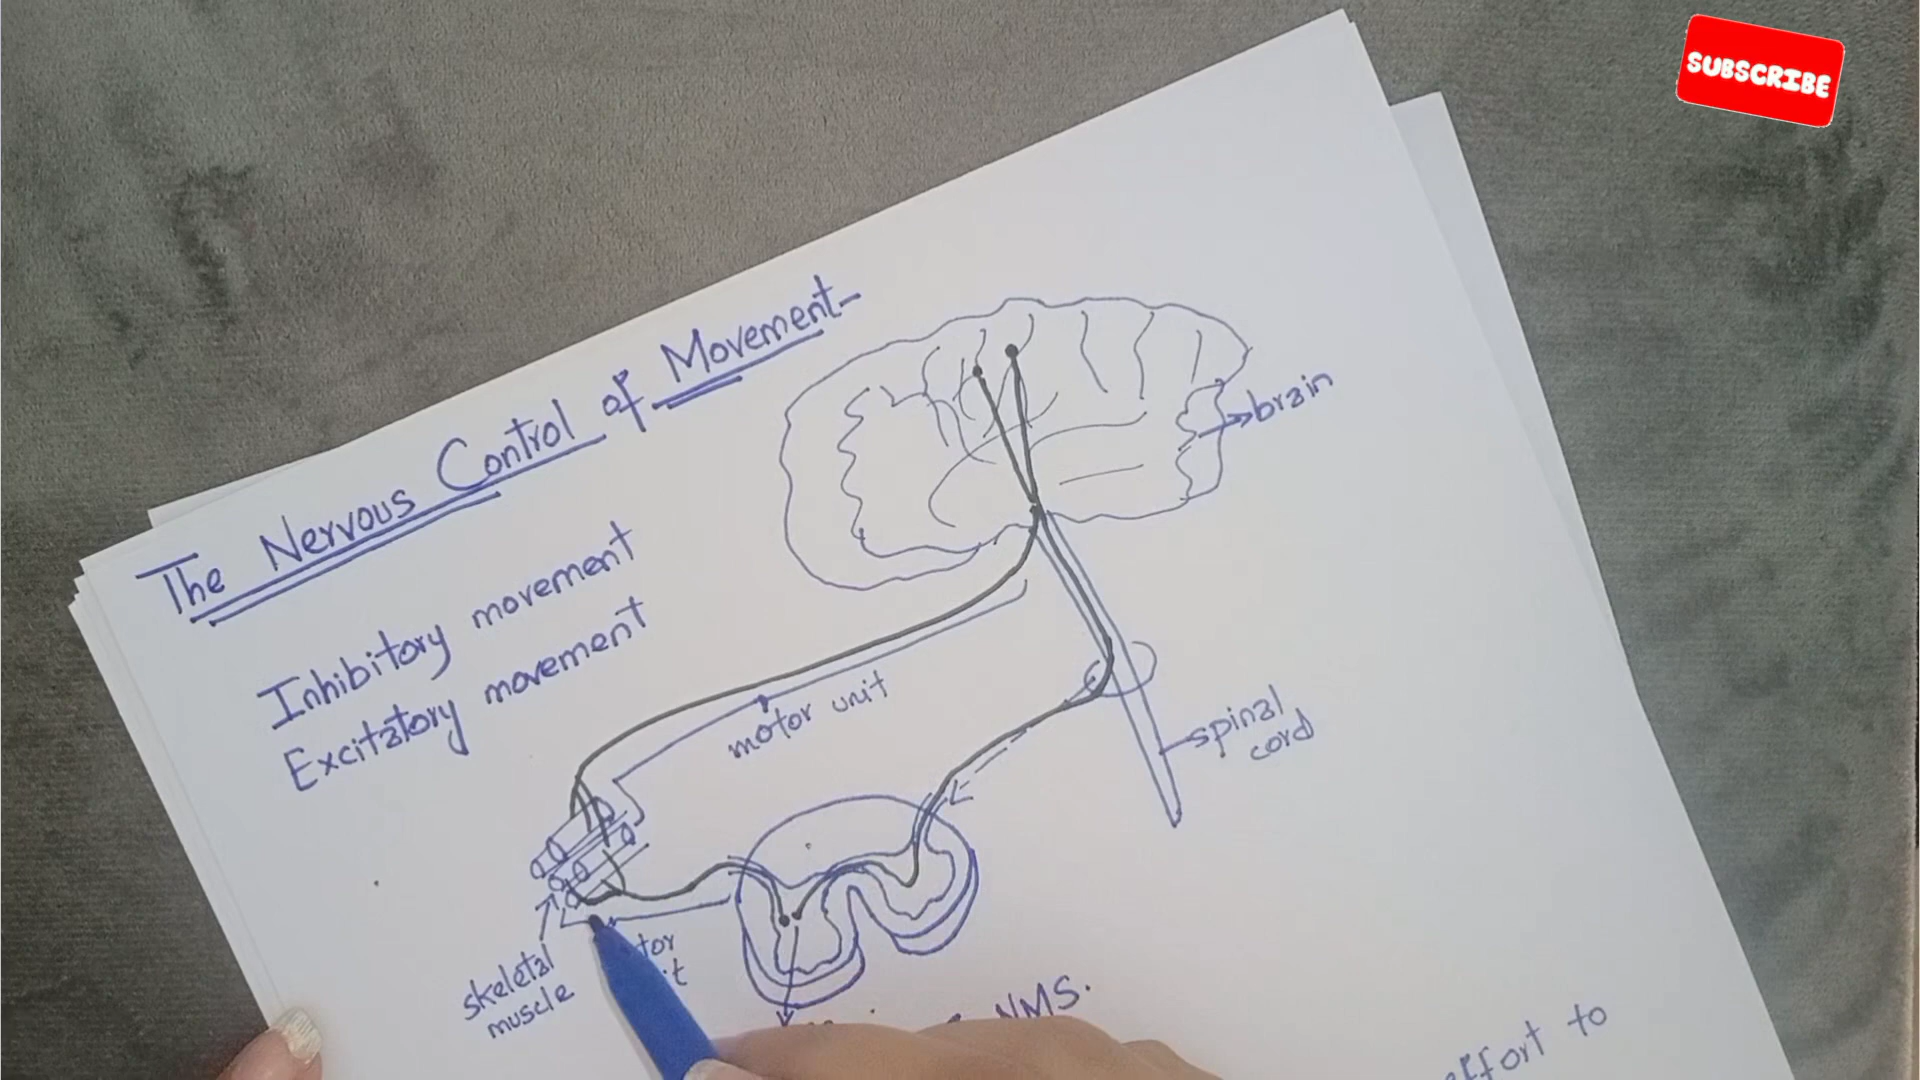 SUBSCRIBE
The Nervous Control of Movement-
Inhibitory movement
Excitatory movement
brain
motor unit
spinal
cord
skeletal
muscle
NMS.
effort to